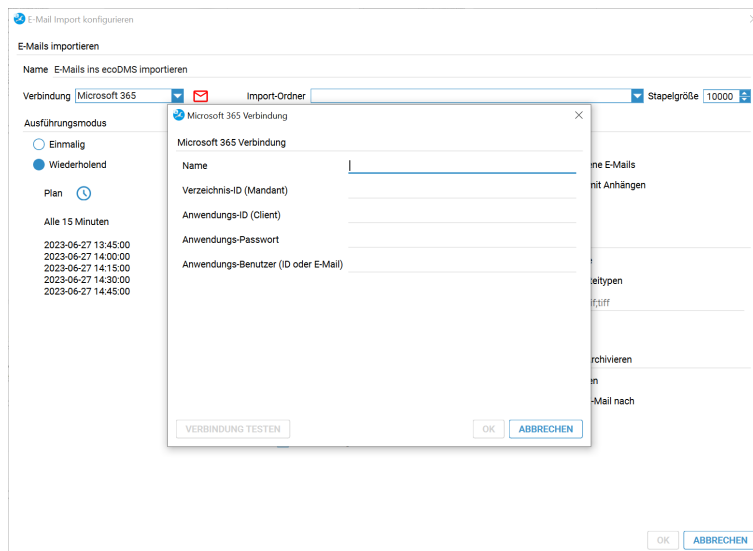 E-Mail Import konfigurieren
E-Mails importieren
Name E-Mails ins ecoDMS importieren
Verbindung Microsoft 365 Import-Ordner Stapelgröße 10000
Ausführungsmodus
Einmalig
Wiederholend
Plan
Alle 15 Minuten
2023-06-27 13:45:00
2023-06-27 14:00:00
2023-06-27 14:15:00
2023-06-27 14:30:00
2023-06-27 14:45:00
Microsoft 365 Verbindung
Microsoft 365 Verbindung
Name
Verzeichnis-ID (Mandant)
Anwendungs-ID (Client)
Anwendungs-Passwort
Anwendungs-Benutzer (ID oder E-Mail)
VERBINDUNG TESTEN OK ABBRECHEN
ne E-Mails
mit Anhängen
teitypen
if;tiff
rchivieren
en
-Mail nach
OK ABBRECHEN